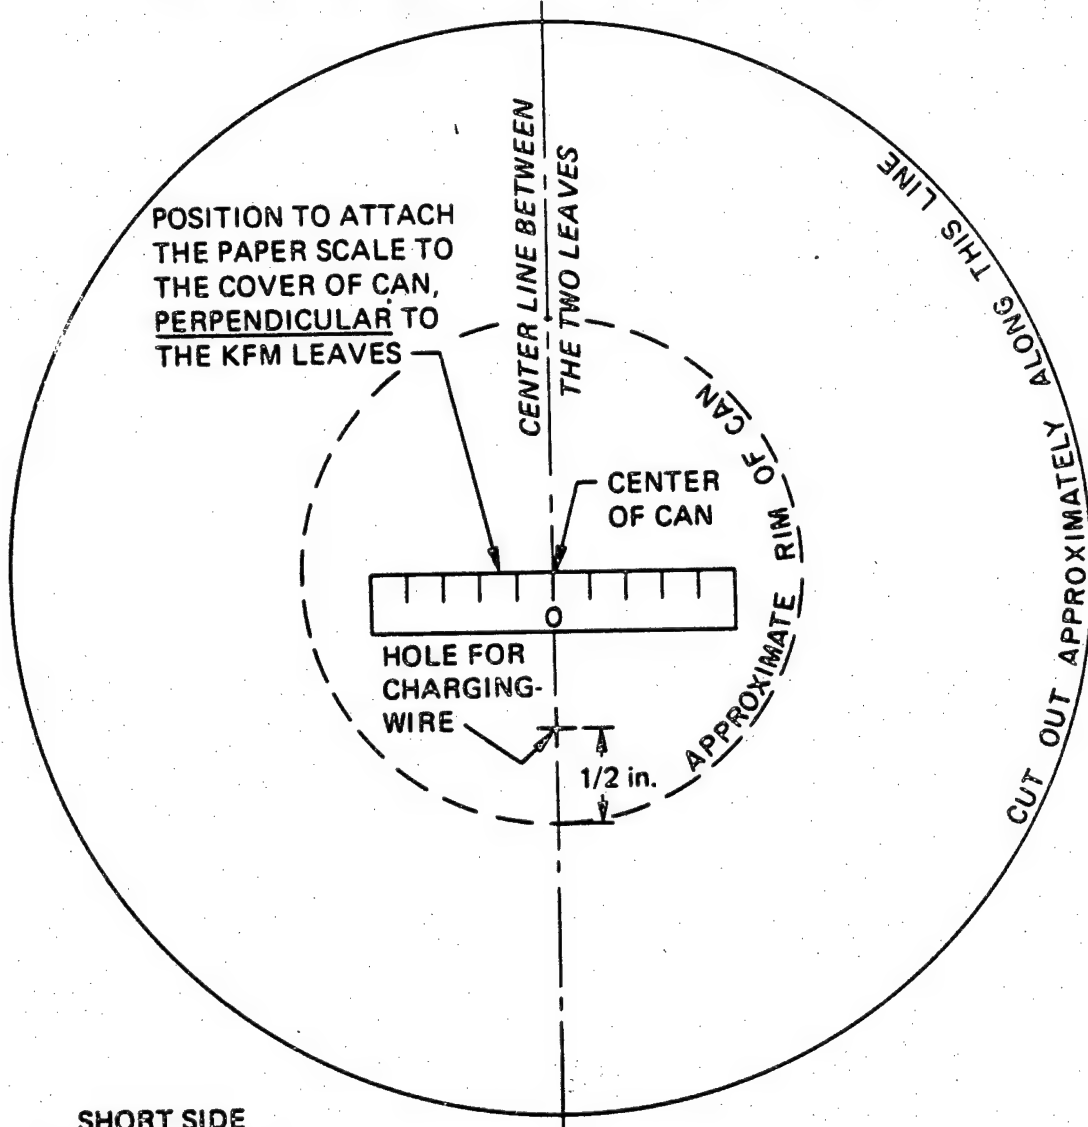 CENTER LINE BETWEEN
THE TWO LEAVES
POSITION TO ATTACH
THE PAPER SCALE TO
THE COVER OF CAN,
PERPENDICULAR TO
THE KFM LEAVES
CUT OUT APPROXIMATELY ALONG THIS LINE
APPROXIMATE RIM OF CAN
CENTER
OF CAN
0
HOLE FOR
CHARGING-
WIRE
1/2 in.
SHORT SIDE